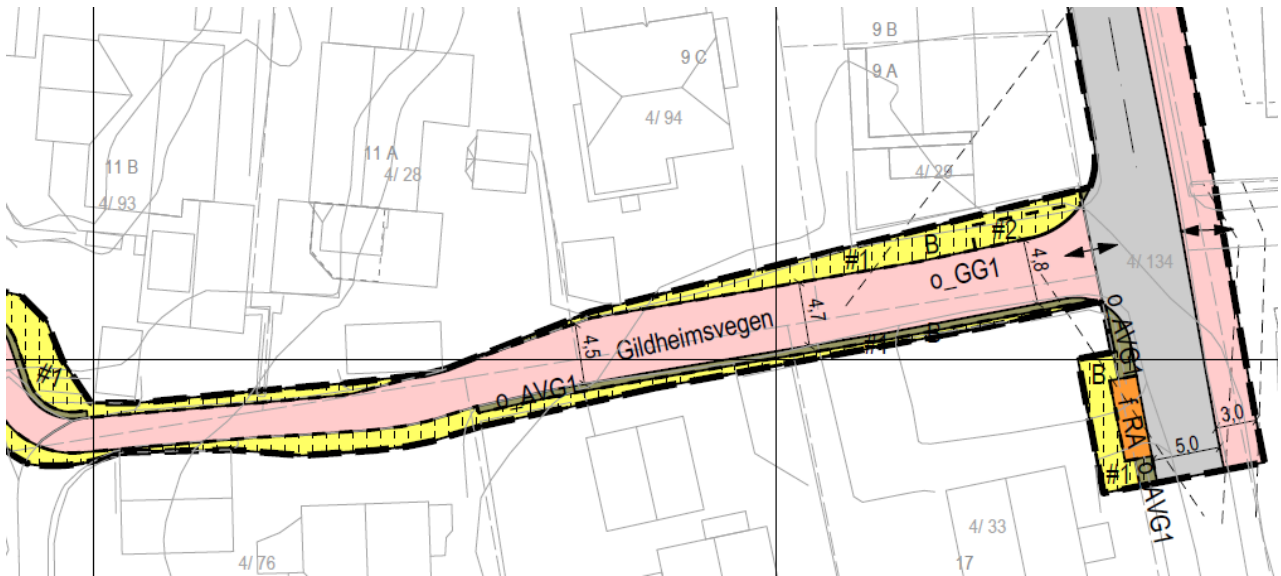 9 B
9 C
9 A
4/ 94
11 B
11 A
4/ 28
4/ 29
4/ 93
#2
B
#1
4,8
4/ 134
o_GG1
4,7
o_AVG1
Gildheimsvegen
4,5
B
#1
#1
B
o_AVG1
f_RA
3,0
5,0
#1
o_AVG1
4/ 33
4/ 76
17